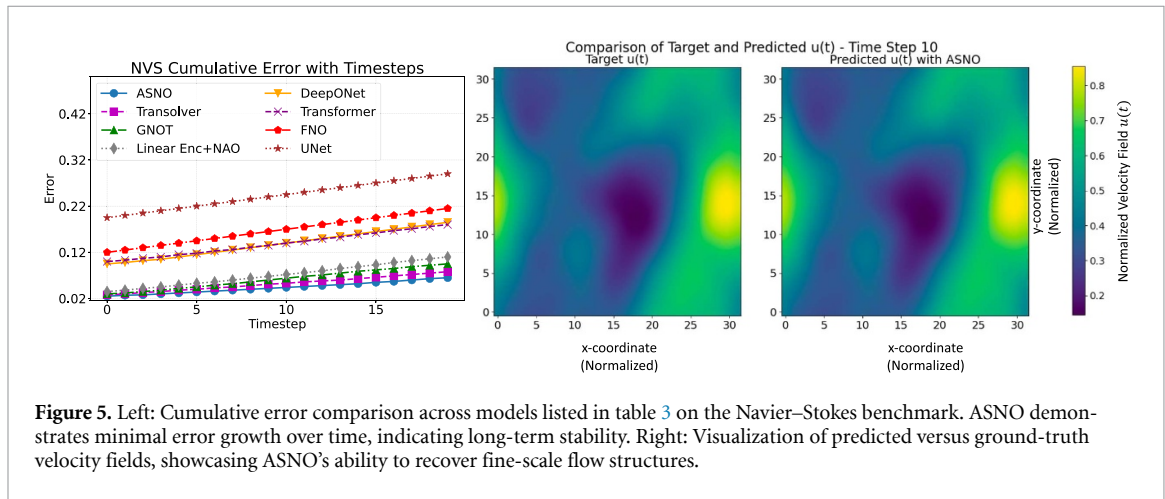 NVS Cumulative Error with Timesteps
ASNO
Transolver
GNOT
Linear Enc+NAO
DeepONet
Transformer
FNO
UNet
Error
0.42
0.32
0.22
0.12
0.02
0
5
10
15
Timestep
Comparison of Target and Predicted u(t) - Time Step 10
Target u(t)
30
25
20
15
10
5
0
0
5
10
15
20
25
30
x-coordinate
(Normalized)
Predicted u(t) with ASNO
30
25
20
15
10
5
0
0
5
10
15
20
25
30
x-coordinate
(Normalized)
y-coordinate
(Normalized)
0.8
0.7
0.6
0.5
0.4
0.3
0.2
Normalized Velocity Field u(t)
Figure 5. Left: Cumulative error comparison across models listed in table 3 on the Navier–Stokes benchmark. ASNO demon-
strates minimal error growth over time, indicating long-term stability. Right: Visualization of predicted versus ground-truth
velocity fields, showcasing ASNO's ability to recover fine-scale flow structures.